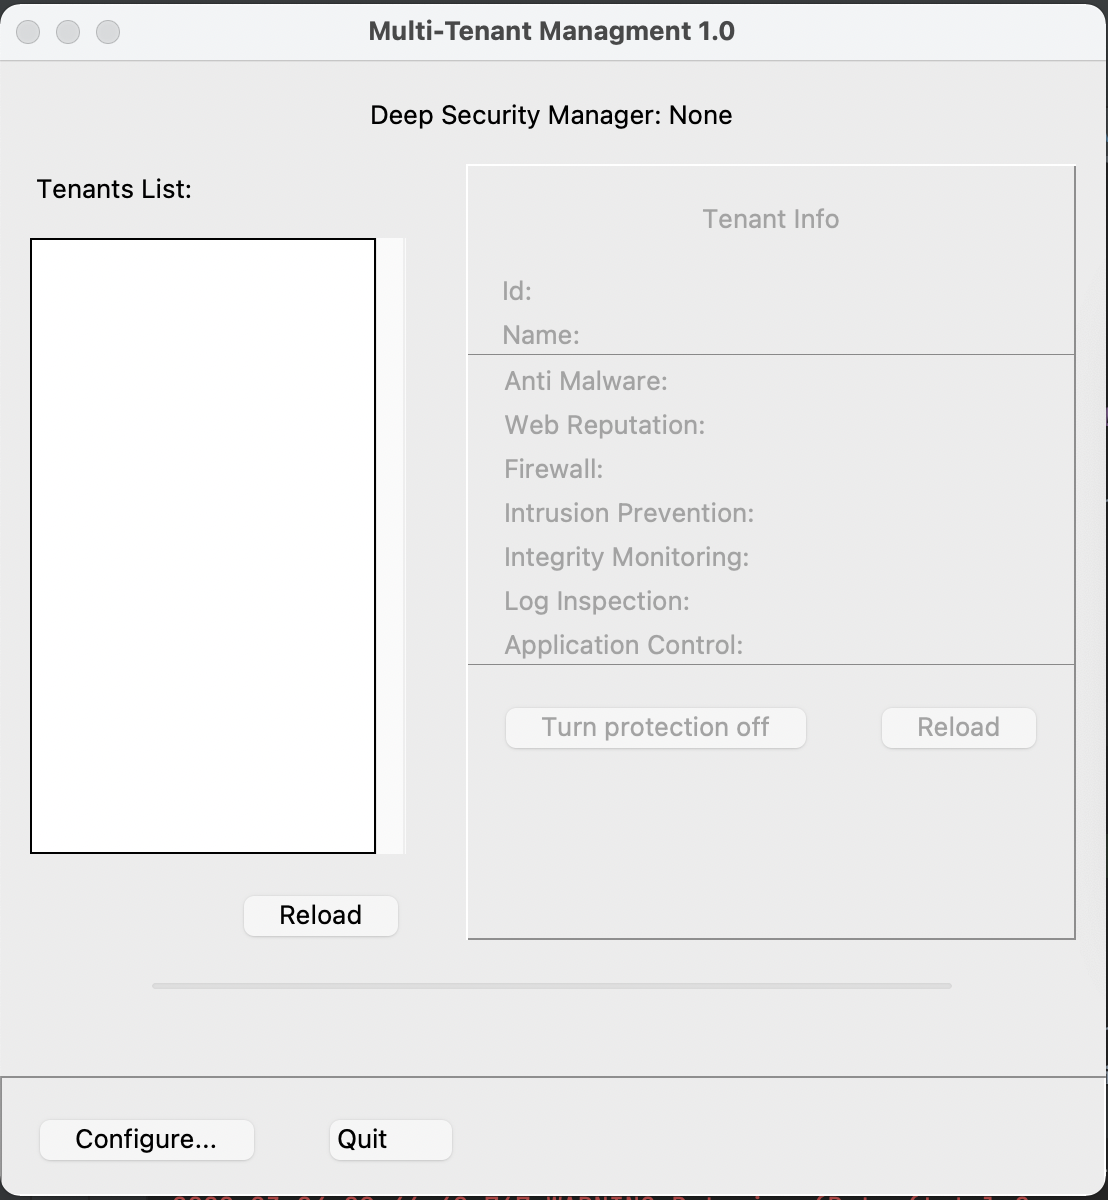 Multi-Tenant Managment 1.0
Deep Security Manager: None
Tenants List:
Tenant Info
Id:
Name:
Anti Malware:
Web Reputation:
Firewall:
Intrusion Prevention:
Integrity Monitoring:
Log Inspection:
Application Control:
Turn protection off
Reload
Reload
Configure...
Quit